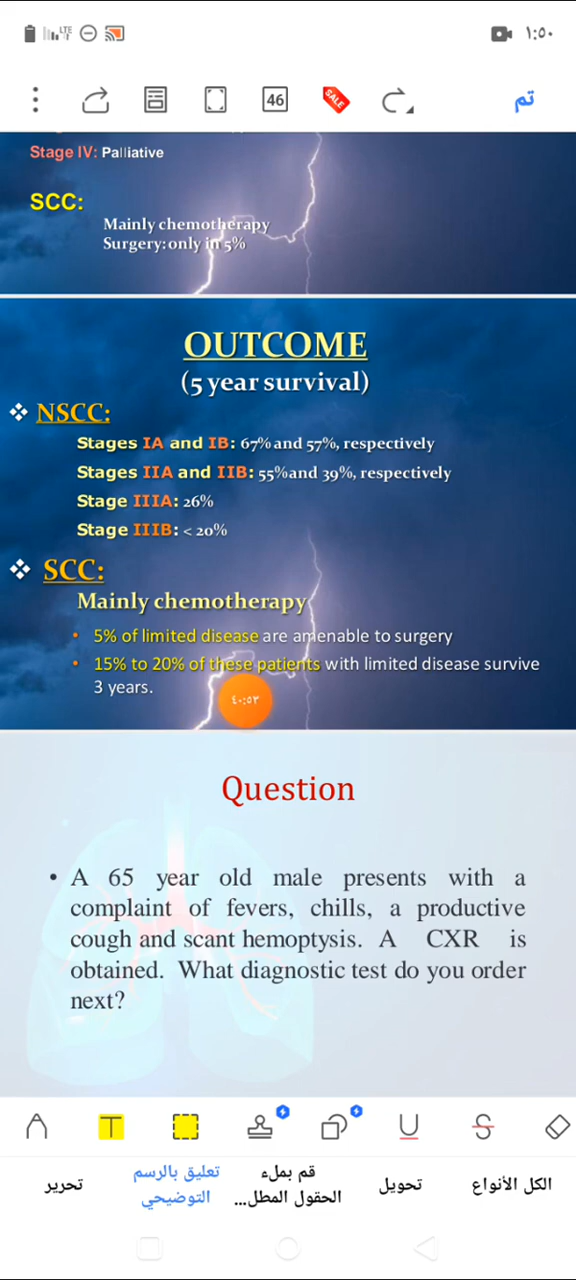 LTE ١:٥٠
46 SALE تم
Stage IV: Palliative
SCC:
Mainly chemotherapy
Surgery:only in 5%
OUTCOME
(5 year survival)
❖ NSCC:
Stages IA and IB: 67% and 57%, respectively
Stages IIA and IIB: 55%and 39%, respectively
Stage IIIA: 26%
Stage IIIB: < 20%
❖ SCC:
Mainly chemotherapy
• 5% of limited disease are amenable to surgery
• 15% to 20% of these patients with limited disease survive
3 years.
٤٠:٥٣
Question
• A 65 year old male presents with a
complaint of fevers, chills, a productive
cough and scant hemoptysis. A CXR is
obtained. What diagnostic test do you order
next?
T U S
الكل الأنواع
تحويل
قم بملء
الحقول المطل...
تعليق بالرسم
التوضيحي
تحرير